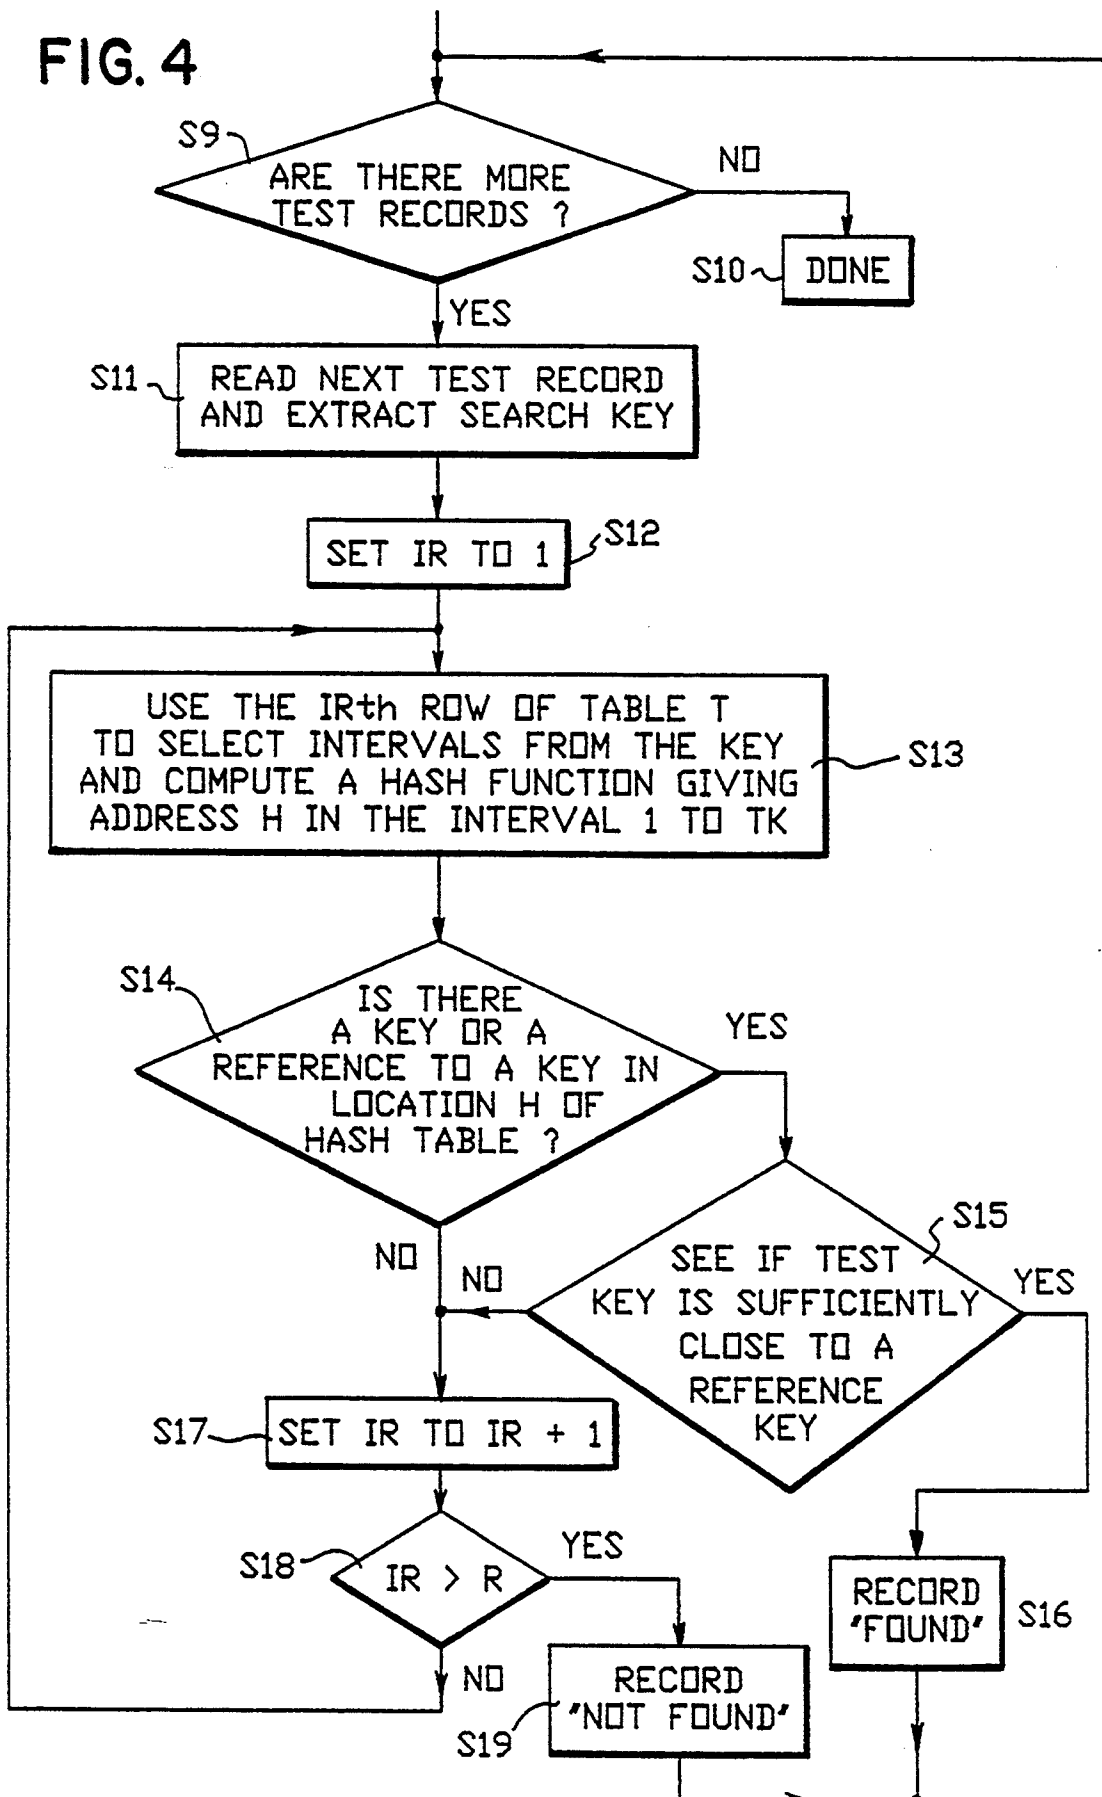 FIG. 4
S9
ARE THERE MORE
TEST RECORDS ?
NO
S10
DONE
YES
S11
READ NEXT TEST RECORD
AND EXTRACT SEARCH KEY
SET IR TO 1
S12
USE THE IRth ROW OF TABLE T
TO SELECT INTERVALS FROM THE KEY
AND COMPUTE A HASH FUNCTION GIVING
ADDRESS H IN THE INTERVAL 1 TO TK
S13
S14
IS THERE
A KEY OR A
REFERENCE TO A KEY IN
LOCATION H OF
HASH TABLE ?
YES
NO
NO
S15
SEE IF TEST
KEY IS SUFFICIENTLY
CLOSE TO A
REFERENCE
KEY
YES
S17
SET IR TO IR + 1
S18
IR > R
YES
NO
RECORD
"FOUND"
S16
RECORD
"NOT FOUND"
S19